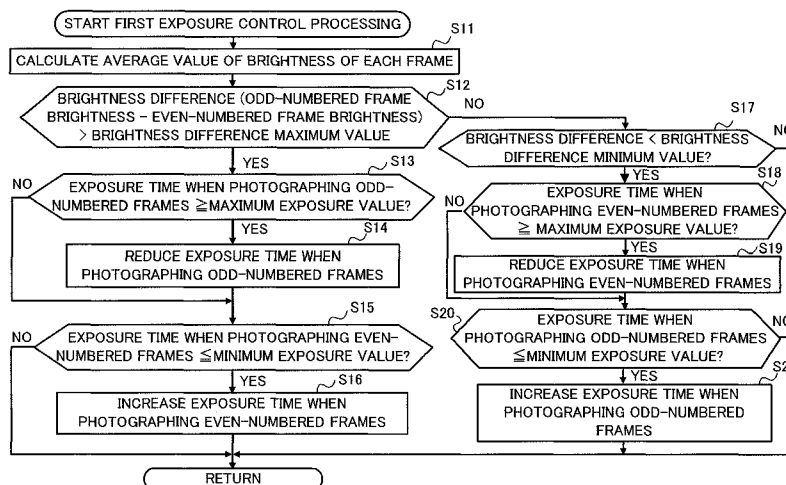 START FIRST EXPOSURE CONTROL PROCESSING
S11
CALCULATE AVERAGE VALUE OF BRIGHTNESS OF EACH FRAME
S12
BRIGHTNESS DIFFERENCE (ODD-NUMBERED FRAME
BRIGHTNESS - EVEN-NUMBERED FRAME BRIGHTNESS)
> BRIGHTNESS DIFFERENCE MAXIMUM VALUE
NO
YES
S13
NO
EXPOSURE TIME WHEN PHOTOGRAPHING ODD-
NUMBERED FRAMES ≧MAXIMUM EXPOSURE VALUE?
YES
S14
REDUCE EXPOSURE TIME WHEN
PHOTOGRAPHING ODD-NUMBERED FRAMES
S15
NO
EXPOSURE TIME WHEN PHOTOGRAPHING EVEN-
NUMBERED FRAMES ≦MINIMUM EXPOSURE VALUE?
YES
S16
INCREASE EXPOSURE TIME WHEN
PHOTOGRAPHING EVEN-NUMBERED FRAMES
RETURN
S17
BRIGHTNESS DIFFERENCE < BRIGHTNESS
DIFFERENCE MINIMUM VALUE?
YES
S18
NO
EXPOSURE TIME WHEN
PHOTOGRAPHING EVEN-NUMBERED FRAMES
≧ MAXIMUM EXPOSURE VALUE?
YES
S19
REDUCE EXPOSURE TIME WHEN
PHOTOGRAPHING EVEN-NUMBERED FRAMES
S20
EXPOSURE TIME WHEN
PHOTOGRAPHING ODD-NUMBERED FRAMES
≦MINIMUM EXPOSURE VALUE?
YES
INCREASE EXPOSURE TIME WHEN
PHOTOGRAPHING ODD-NUMBERED
FRAMES